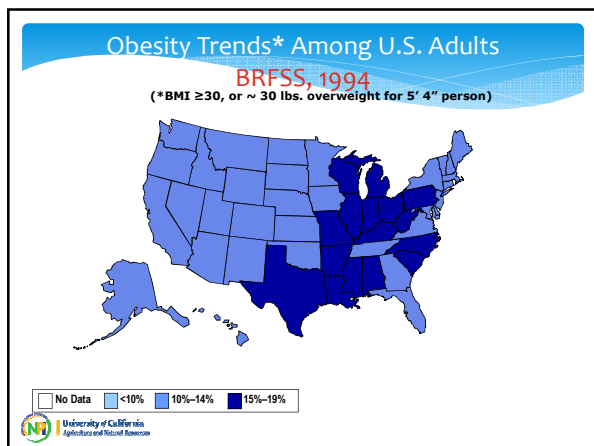 Obesity Trends* Among U.S. Adults
BRFSS, 1994
(*BMI ≥30, or ~ 30 lbs. overweight for 5’ 4” person)
No Data <10% 10%–14% 15%–19%
University of California
Agriculture and Natural Resources